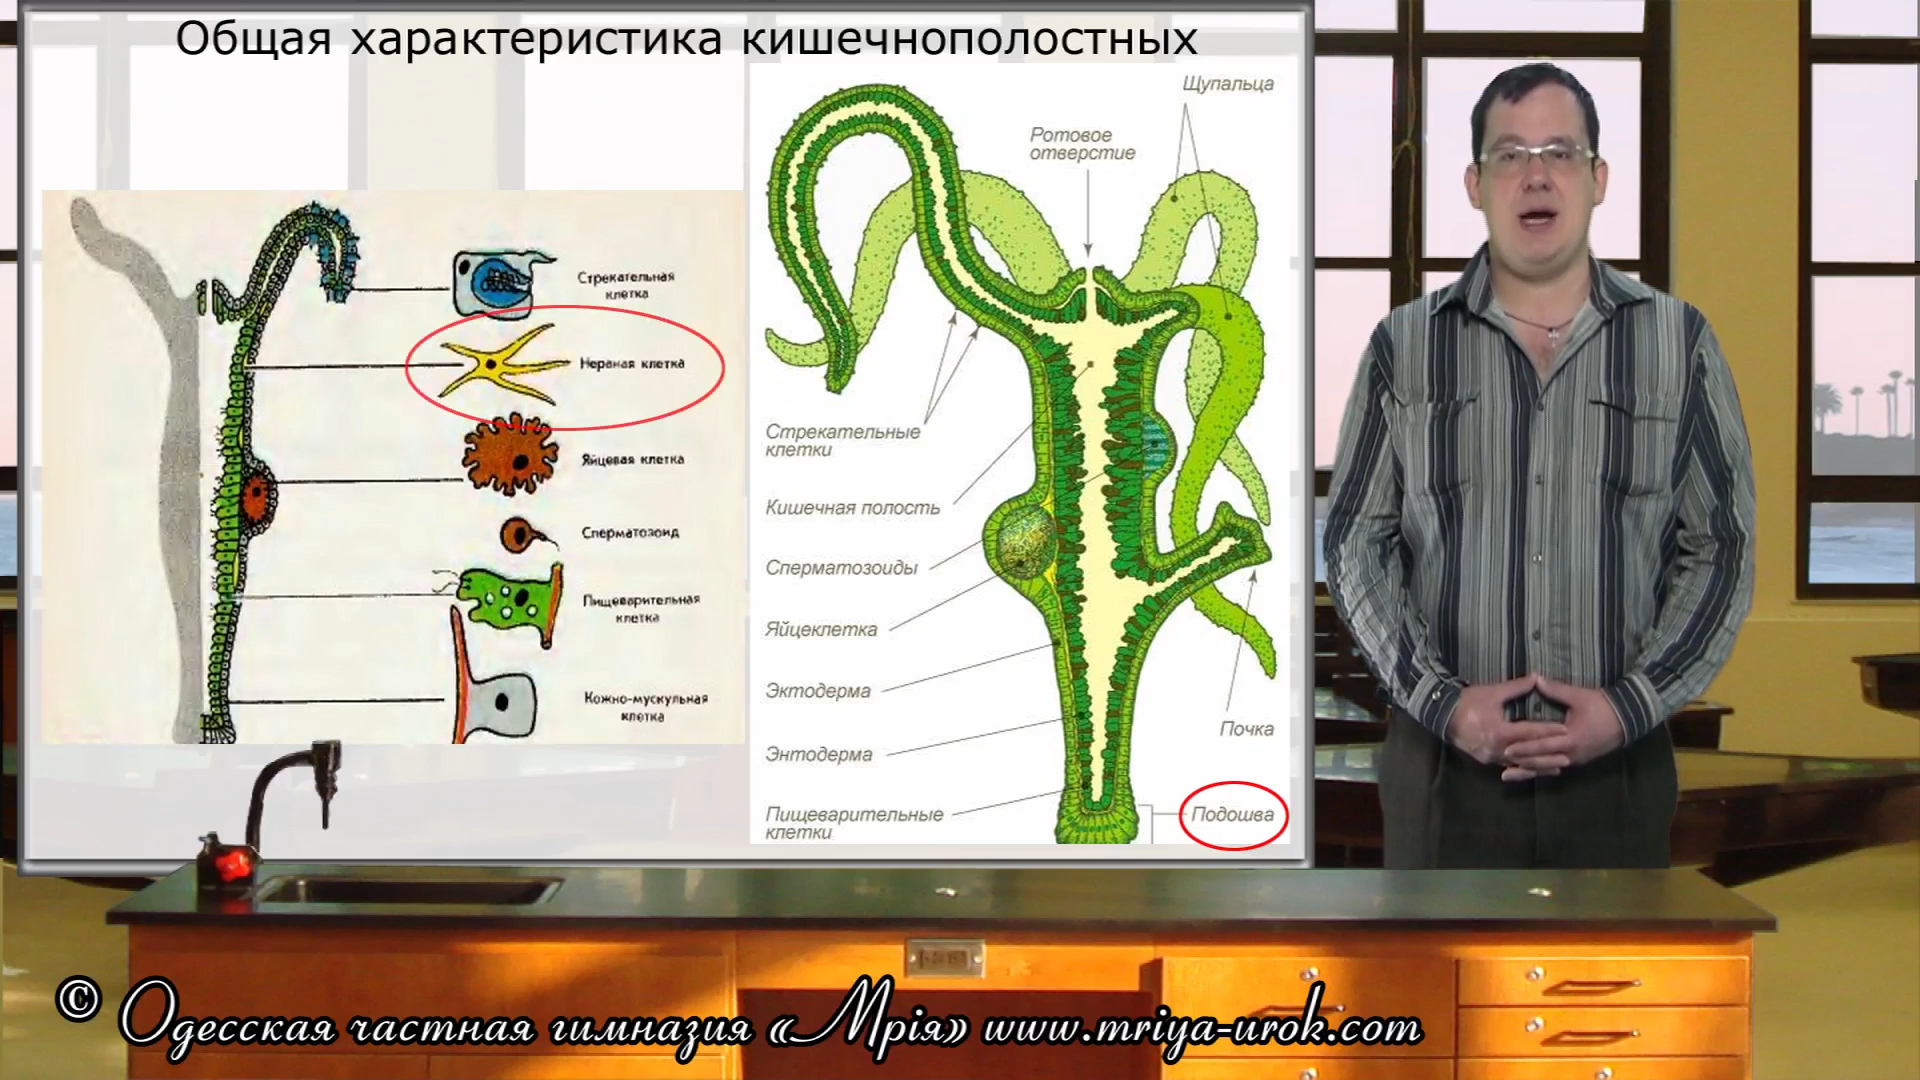 Общая характеристика кишечнополостных
Стрекательная
клетка
Нервная клетка
Яйцевая клетка
Сперматозоид
Пищеварительная
клетка
Кожно-мускульная
клетка
Щупальца
Ротовое
отверстие
Стрекательные
клетки
Кишечная полость
Сперматозоиды
Яйцеклетка
Эктодерма
Энтодерма
Пищеварительные
клетки
Почка
Подошва
© Одесская частная гимназия «Мрія» www.mriya-urok.com